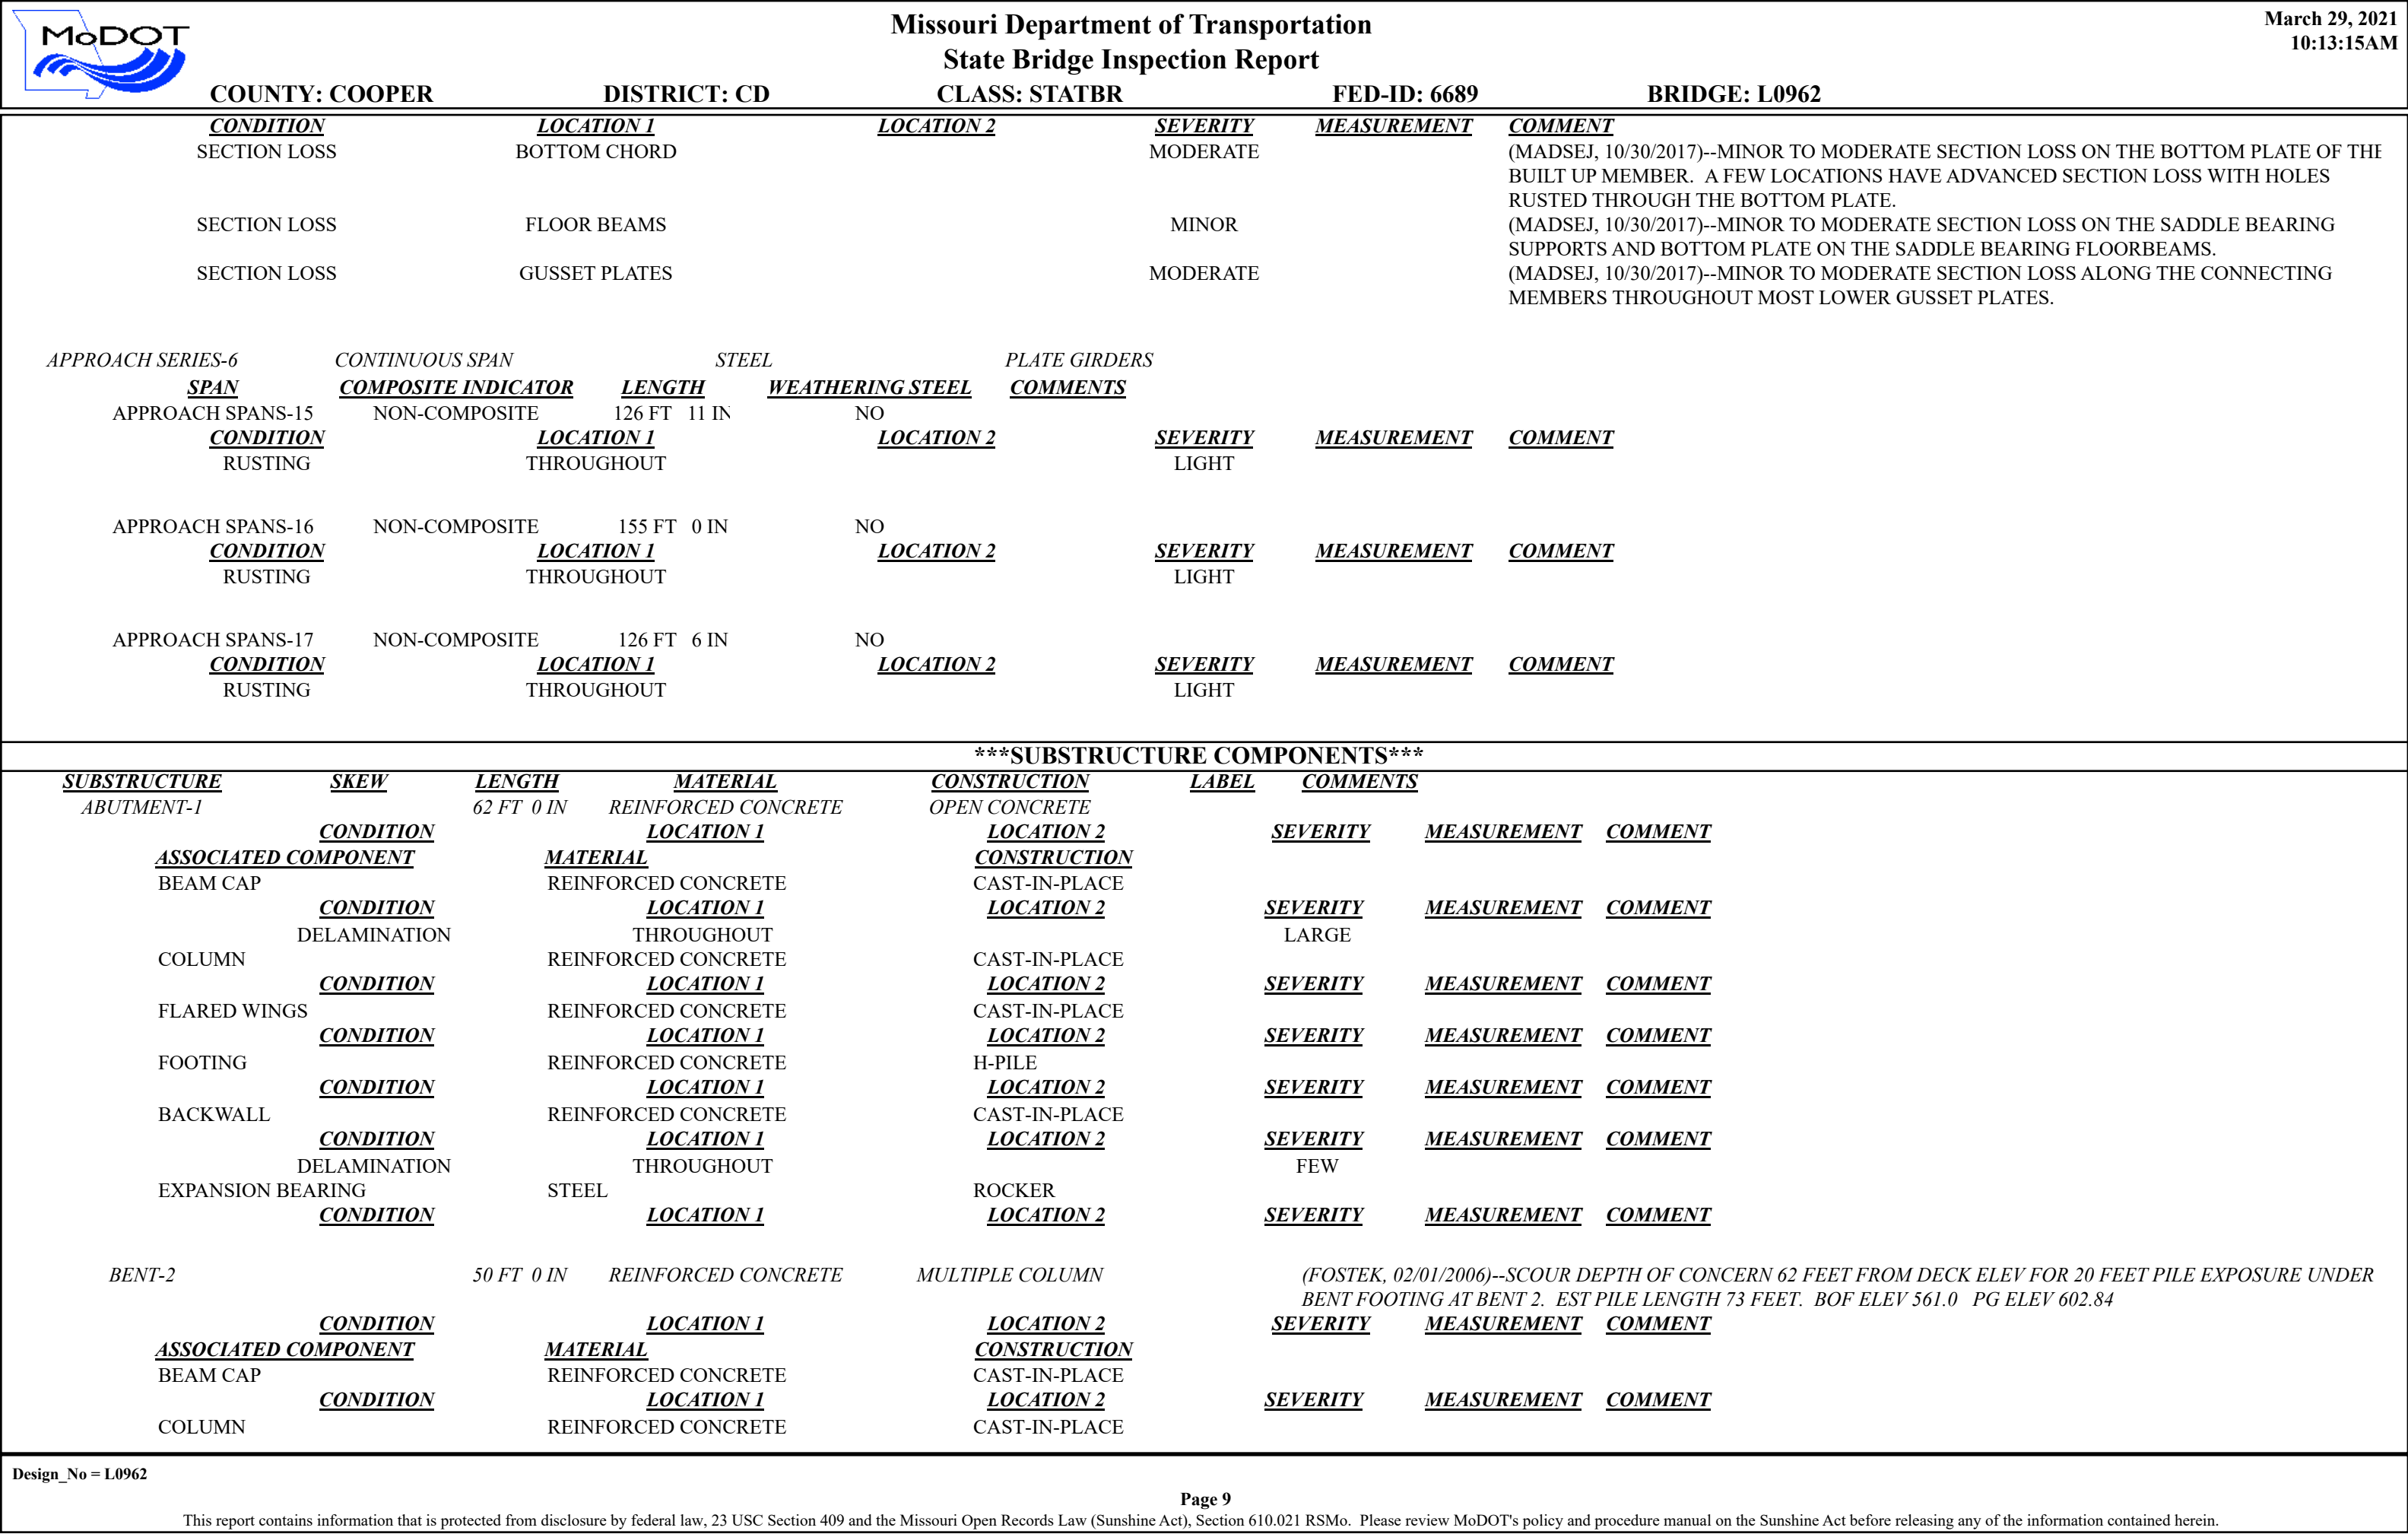 MoDOT
Missouri Department of Transportation
State Bridge Inspection Report
March 29, 2021
10:13:15AM
COUNTY: COOPER DISTRICT: CD CLASS: STATBR FED-ID: 6689 BRIDGE: L0962
CONDITION LOCATION 1 LOCATION 2 SEVERITY MEASUREMENT COMMENT
SECTION LOSS BOTTOM CHORD MODERATE (MADSEJ, 10/30/2017)--MINOR TO MODERATE SECTION LOSS ON THE BOTTOM PLATE OF THE
BUILT UP MEMBER. A FEW LOCATIONS HAVE ADVANCED SECTION LOSS WITH HOLES
RUSTED THROUGH THE BOTTOM PLATE.
SECTION LOSS FLOOR BEAMS MINOR (MADSEJ, 10/30/2017)--MINOR TO MODERATE SECTION LOSS ON THE SADDLE BEARING
SUPPORTS AND BOTTOM PLATE ON THE SADDLE BEARING FLOORBEAMS.
SECTION LOSS GUSSET PLATES MODERATE (MADSEJ, 10/30/2017)--MINOR TO MODERATE SECTION LOSS ALONG THE CONNECTING
MEMBERS THROUGHOUT MOST LOWER GUSSET PLATES.
APPROACH SERIES-6 CONTINUOUS SPAN STEEL PLATE GIRDERS
SPAN COMPOSITE INDICATOR LENGTH WEATHERING STEEL COMMENTS
APPROACH SPANS-15 NON-COMPOSITE 126 FT 11 IN NO
CONDITION LOCATION 1 LOCATION 2 SEVERITY MEASUREMENT COMMENT
RUSTING THROUGHOUT LIGHT
APPROACH SPANS-16 NON-COMPOSITE 155 FT 0 IN NO
CONDITION LOCATION 1 LOCATION 2 SEVERITY MEASUREMENT COMMENT
RUSTING THROUGHOUT LIGHT
APPROACH SPANS-17 NON-COMPOSITE 126 FT 6 IN NO
CONDITION LOCATION 1 LOCATION 2 SEVERITY MEASUREMENT COMMENT
RUSTING THROUGHOUT LIGHT
***SUBSTRUCTURE COMPONENTS***
SUBSTRUCTURE SKEW LENGTH MATERIAL CONSTRUCTION LABEL COMMENTS
ABUTMENT-1 62 FT 0 IN REINFORCED CONCRETE OPEN CONCRETE
CONDITION LOCATION 1 LOCATION 2 SEVERITY MEASUREMENT COMMENT
ASSOCIATED COMPONENT MATERIAL CONSTRUCTION
BEAM CAP REINFORCED CONCRETE CAST-IN-PLACE
CONDITION LOCATION 1 LOCATION 2 SEVERITY MEASUREMENT COMMENT
DELAMINATION THROUGHOUT LARGE
COLUMN REINFORCED CONCRETE CAST-IN-PLACE
CONDITION LOCATION 1 LOCATION 2 SEVERITY MEASUREMENT COMMENT
FLARED WINGS REINFORCED CONCRETE CAST-IN-PLACE
CONDITION LOCATION 1 LOCATION 2 SEVERITY MEASUREMENT COMMENT
FOOTING REINFORCED CONCRETE H-PILE
CONDITION LOCATION 1 LOCATION 2 SEVERITY MEASUREMENT COMMENT
BACKWALL REINFORCED CONCRETE CAST-IN-PLACE
CONDITION LOCATION 1 LOCATION 2 SEVERITY MEASUREMENT COMMENT
DELAMINATION THROUGHOUT FEW
EXPANSION BEARING STEEL ROCKER
CONDITION LOCATION 1 LOCATION 2 SEVERITY MEASUREMENT COMMENT
BENT-2 50 FT 0 IN REINFORCED CONCRETE MULTIPLE COLUMN (FOSTEK, 02/01/2006)--SCOUR DEPTH OF CONCERN 62 FEET FROM DECK ELEV FOR 20 FEET PILE EXPOSURE UNDER
BENT FOOTING AT BENT 2. EST PILE LENGTH 73 FEET. BOF ELEV 561.0 PG ELEV 602.84
CONDITION LOCATION 1 LOCATION 2 SEVERITY MEASUREMENT COMMENT
ASSOCIATED COMPONENT MATERIAL CONSTRUCTION
BEAM CAP REINFORCED CONCRETE CAST-IN-PLACE
CONDITION LOCATION 1 LOCATION 2 SEVERITY MEASUREMENT COMMENT
COLUMN REINFORCED CONCRETE CAST-IN-PLACE
Design_No = L0962
Page 9
This report contains information that is protected from disclosure by federal law, 23 USC Section 409 and the Missouri Open Records Law (Sunshine Act), Section 610.021 RSMo. Please review MoDOT's policy and procedure manual on the Sunshine Act before releasing any of the information contained herein.